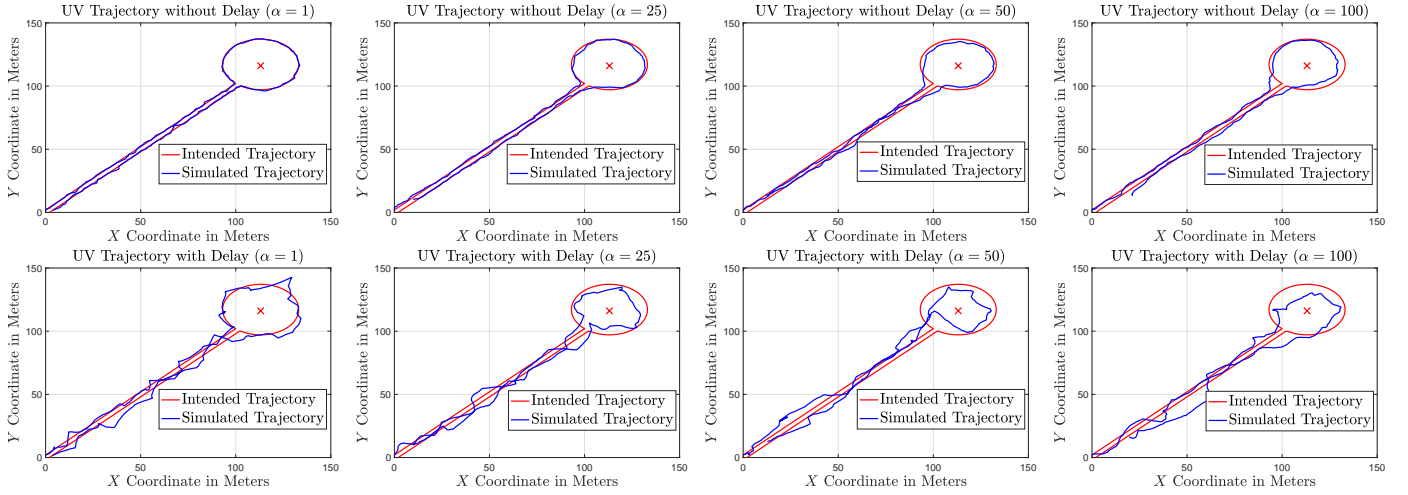 UV Trajectory without Delay (α = 1)
150
100
50
0
0
50
100
150
Y Coordinate in Meters
X Coordinate in Meters
Intended Trajectory
Simulated Trajectory
UV Trajectory without Delay (α = 25)
150
100
50
0
0
50
100
150
Y Coordinate in Meters
X Coordinate in Meters
Intended Trajectory
Simulated Trajectory
UV Trajectory without Delay (α = 50)
150
100
50
0
0
50
100
150
Y Coordinate in Meters
X Coordinate in Meters
Intended Trajectory
Simulated Trajectory
UV Trajectory without Delay (α = 100)
150
100
50
0
0
50
100
150
Y Coordinate in Meters
X Coordinate in Meters
Intended Trajectory
Simulated Trajectory
UV Trajectory with Delay (α = 1)
150
100
50
0
0
50
100
150
Y Coordinate in Meters
X Coordinate in Meters
Intended Trajectory
Simulated Trajectory
UV Trajectory with Delay (α = 25)
150
100
50
0
0
50
100
150
Y Coordinate in Meters
X Coordinate in Meters
Intended Trajectory
Simulated Trajectory
UV Trajectory with Delay (α = 50)
150
100
50
0
0
50
100
150
Y Coordinate in Meters
X Coordinate in Meters
Intended Trajectory
Simulated Trajectory
UV Trajectory with Delay (α = 100)
150
100
50
0
0
50
100
150
Y Coordinate in Meters
X Coordinate in Meters
Intended Trajectory
Simulated Trajectory